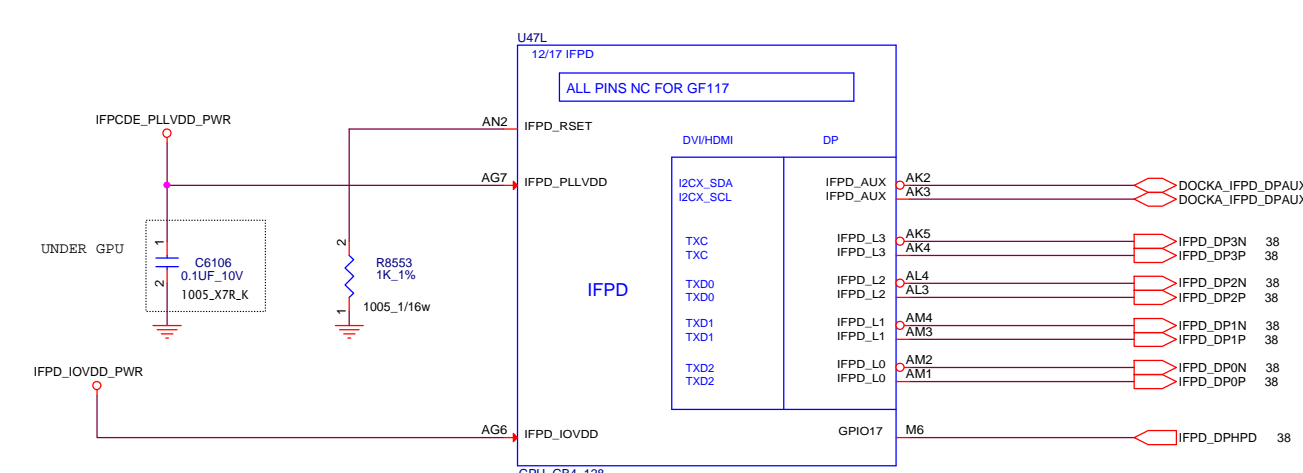 U47L
12/17 IFPD
ALL PINS NC FOR GF117
IFPCDE_PLLVDD_PWR
AN2 IFPD_RSET
DVI/HDMI DP
AG7 IFPD_PLLVDD
I2CX_SDA IFPD_AUX AK2 DOCKA_IFPD_DPAUX
I2CX_SCL IFPD_AUX AK3 DOCKA_IFPD_DPAUX
UNDER GPU
1
C6106
0.1UF_10V
2
1005_X7R_K
2
R8553
1K_1%
1
1005_1/16w
IFPD
TXC IFPD_L3 AK5 IFPD_DP3N 38
TXC IFPD_L3 AK4 IFPD_DP3P 38
TXD0 IFPD_L2 AL4 IFPD_DP2N 38
TXD0 IFPD_L2 AL3 IFPD_DP2P 38
TXD1 IFPD_L1 AM4 IFPD_DP1N 38
TXD1 IFPD_L1 AM3 IFPD_DP1P 38
TXD2 IFPD_L0 AM2 IFPD_DP0N 38
TXD2 IFPD_L0 AM1 IFPD_DP0P 38
IFPD_IOVDD_PWR
AG6 IFPD_IOVDD
GPIO17 M6 IFPD_DPHPD 38
GPU_GB4_128